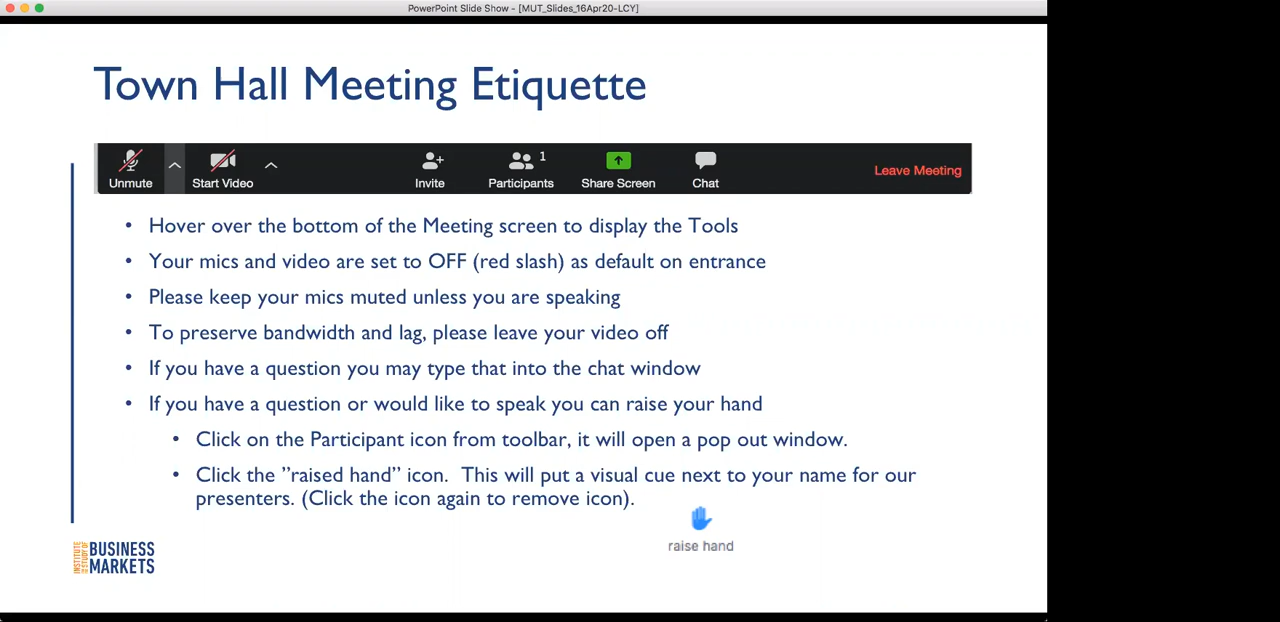 PowerPoint Slide Show - [MUT_Slides_16Apr20-LCY]
Town Hall Meeting Etiquette
Unmute
Start Video
Invite
1
Participants
Share Screen
Chat
Leave Meeting
• Hover over the bottom of the Meeting screen to display the Tools
• Your mics and video are set to OFF (red slash) as default on entrance
• Please keep your mics muted unless you are speaking
• To preserve bandwidth and lag, please leave your video off
• If you have a question you may type that into the chat window
• If you have a question or would like to speak you can raise your hand
• Click on the Participant icon from toolbar, it will open a pop out window.
• Click the ”raised hand” icon.  This will put a visual cue next to your name for our
presenters. (Click the icon again to remove icon).
raise hand
INSTITUTE
STUDY OF
BUSINESS
MARKETS